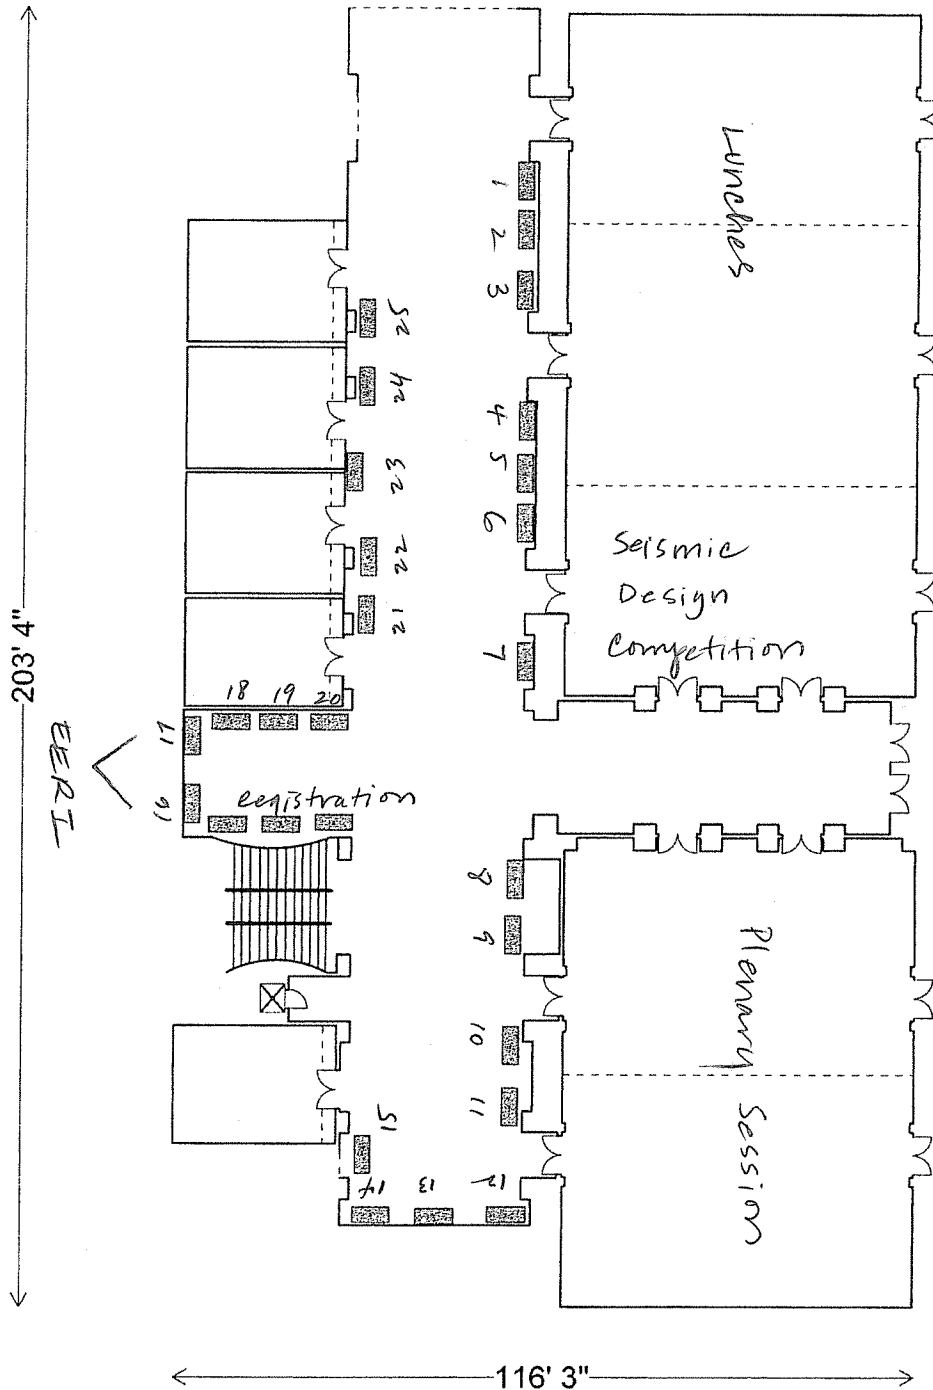 Lunches
1
2
3
25
24
4
5
23
6
22
Seismic
Design
Competition
21
7
203' 4"
18 19 20
17
EERI
16
Registration
8
9
Plenary Session
10
11
15
14 13 12
116' 3"